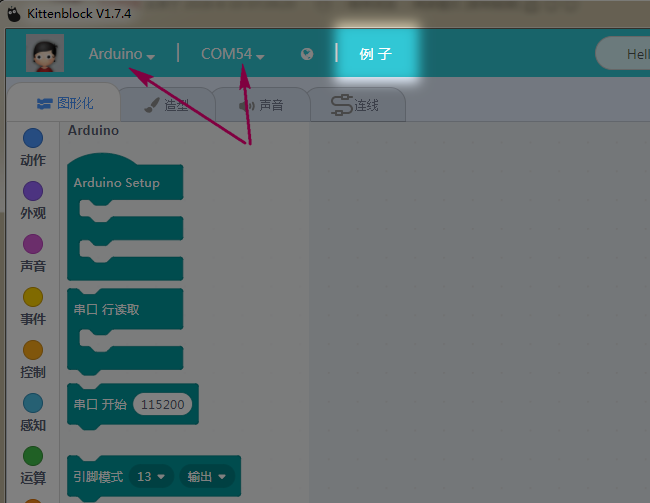 Kittenblock V1.7.4
Arduino COM54 例子 Hell
图形化 造型 声音 连线
Arduino
动作
外观
声音
事件
控制
感知
运算
Arduino Setup
串口 行读取
串口 开始 115200
引脚模式 13 输出